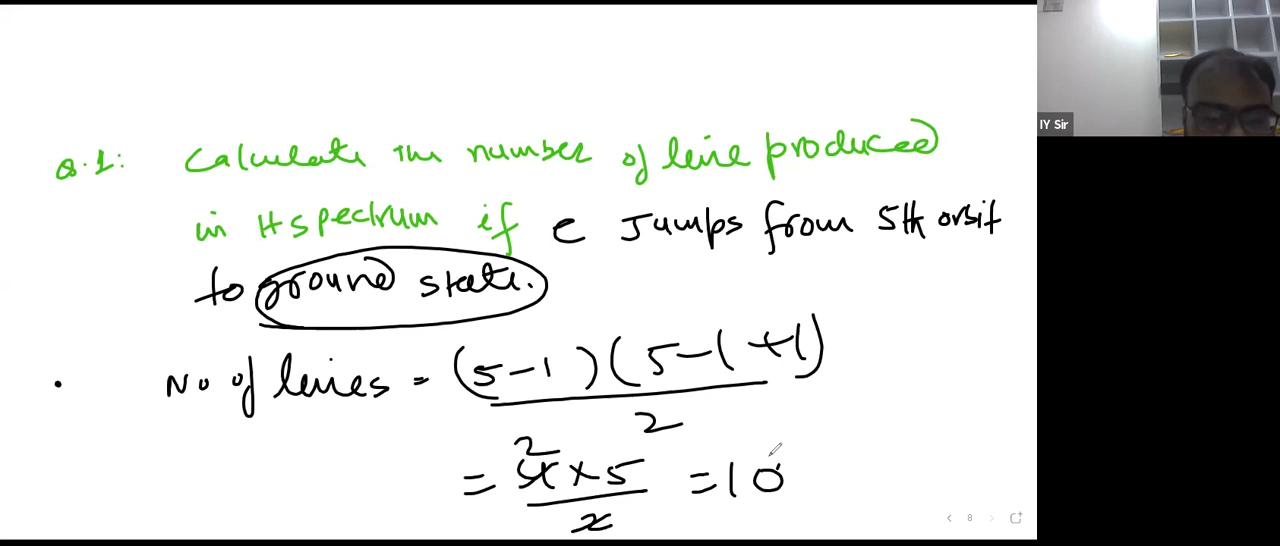 Q.1: Calculate the number of line produced
in H spectrum if e Jumps from 5th orbit
to ground state.
No of lines = (5-1)(5-1+1)
2
2
= 4 × 5 = 10
2
IY Sir
8